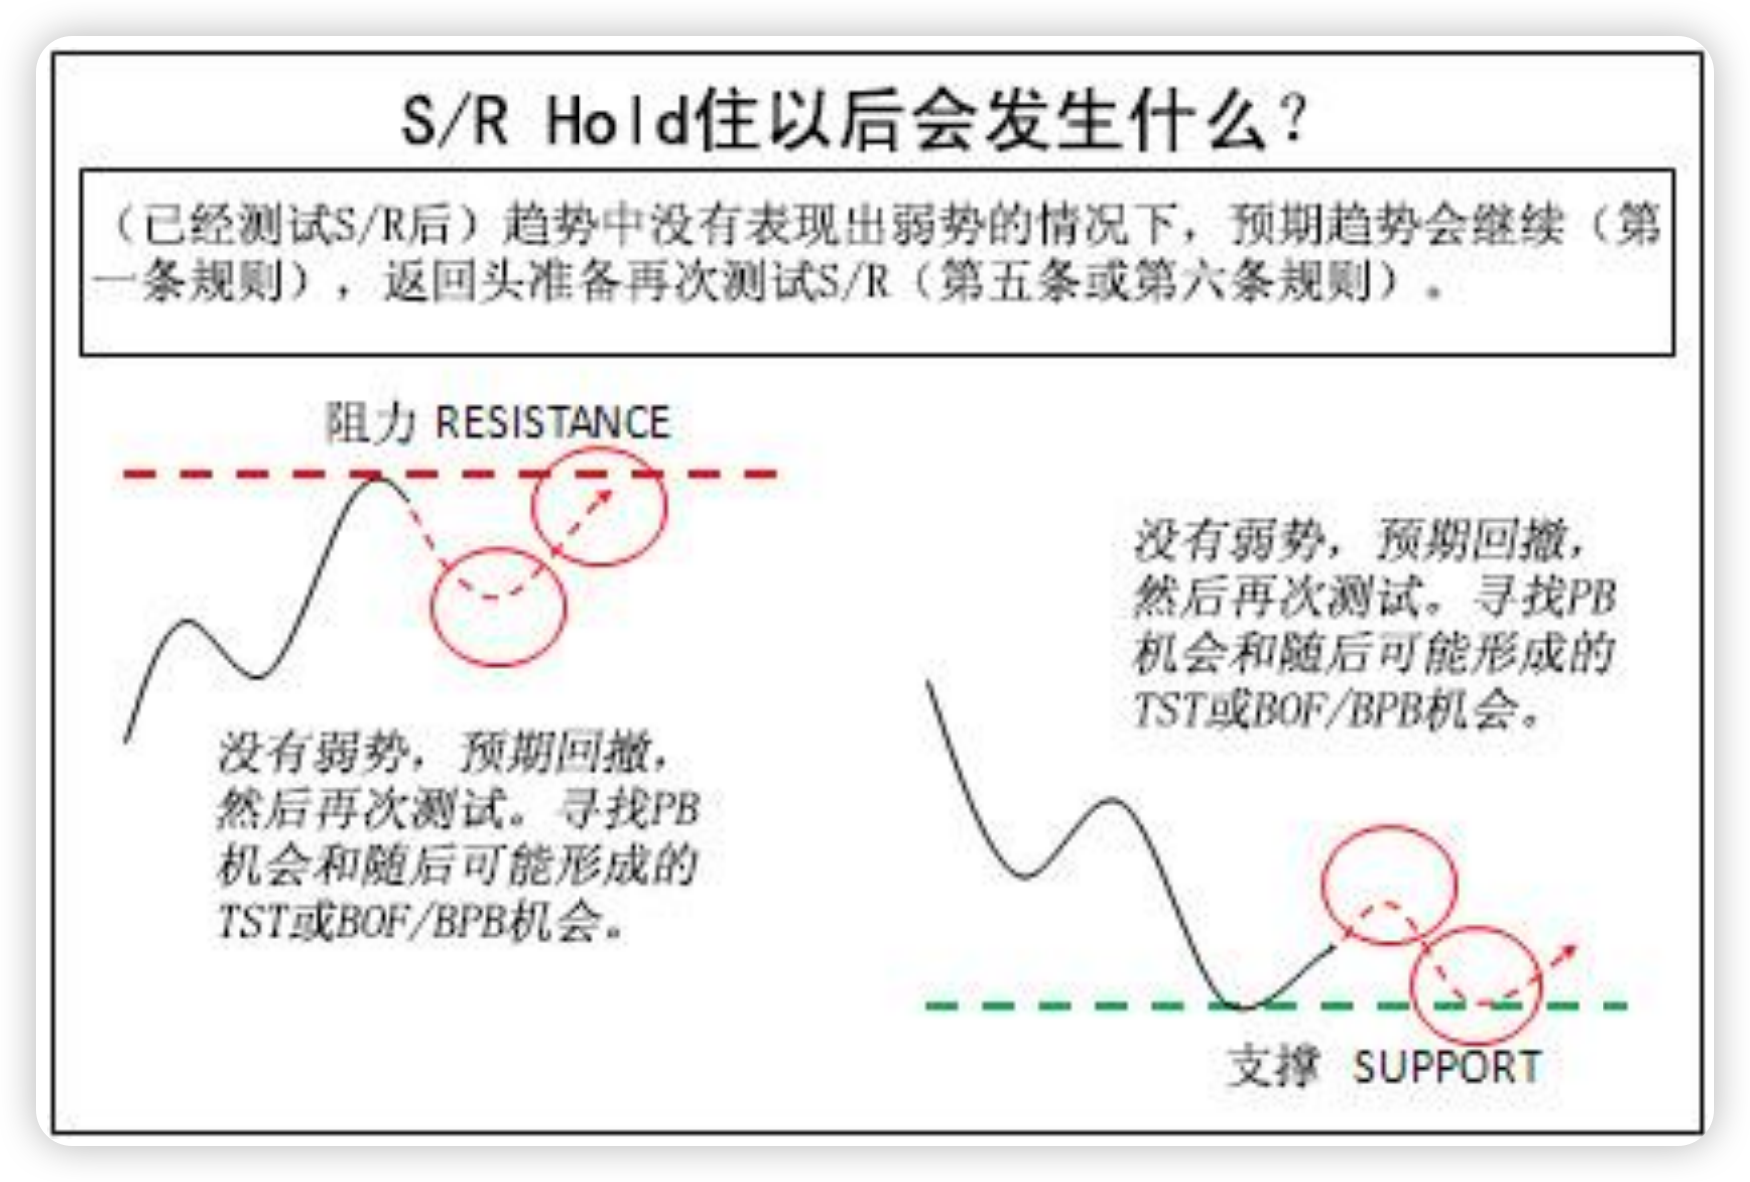 S/R Hold住以后会发生什么？
（已经测试S/R后）趋势中没有表现出弱势的情况下，预期趋势会继续（第
一条规则），返回头准备再次测试S/R（第五条或第六条规则）。
阻力 RESISTANCE
没有弱势，预期回撤，
然后再次测试。寻找PB
机会和随后可能形成的
TST或BOF/BPB机会。
没有弱势，预期回撤，
然后再次测试。寻找PB
机会和随后可能形成的
TST或BOF/BPB机会。
支撑 SUPPORT